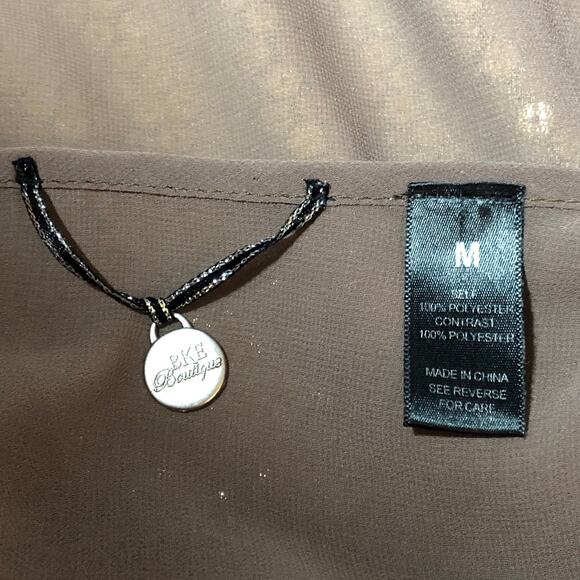 BKE
Boutique
M
SELF
100% POLYESTER
CONTRAST
100% POLYESTER
MADE IN CHINA
SEE REVERSE
FOR CARE